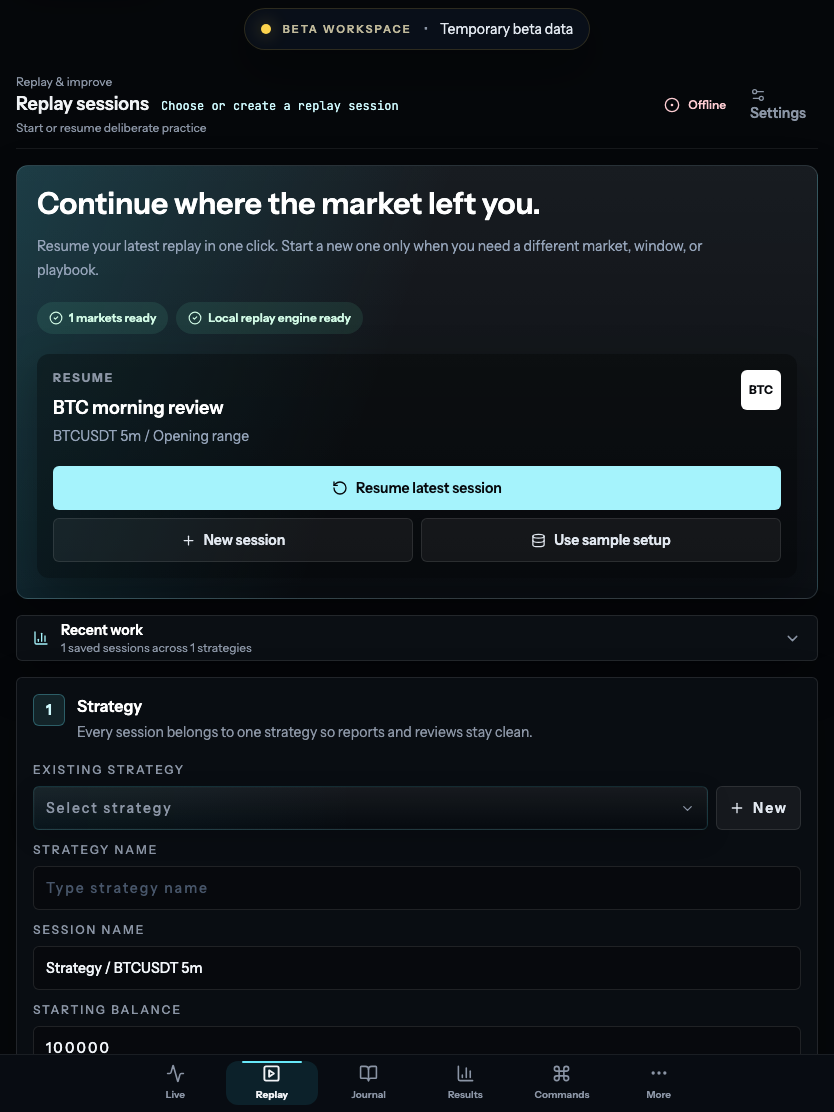 BETA WORKSPACE · Temporary beta data
Replay & improve
Replay sessions Choose or create a replay session
Offline
Settings
Start or resume deliberate practice
Continue where the market left you.
Resume your latest replay in one click. Start a new one only when you need a different market, window, or
playbook.
1 markets ready
Local replay engine ready
RESUME
BTC morning review
BTCUSDT 5m / Opening range
BTC
Resume latest session
New session
Use sample setup
Recent work
1 saved sessions across 1 strategies
1
Strategy
Every session belongs to one strategy so reports and reviews stay clean.
EXISTING STRATEGY
Select strategy
New
STRATEGY NAME
Type strategy name
SESSION NAME
Strategy / BTCUSDT 5m
STARTING BALANCE
100000
Live
Replay
Journal
Results
Commands
More